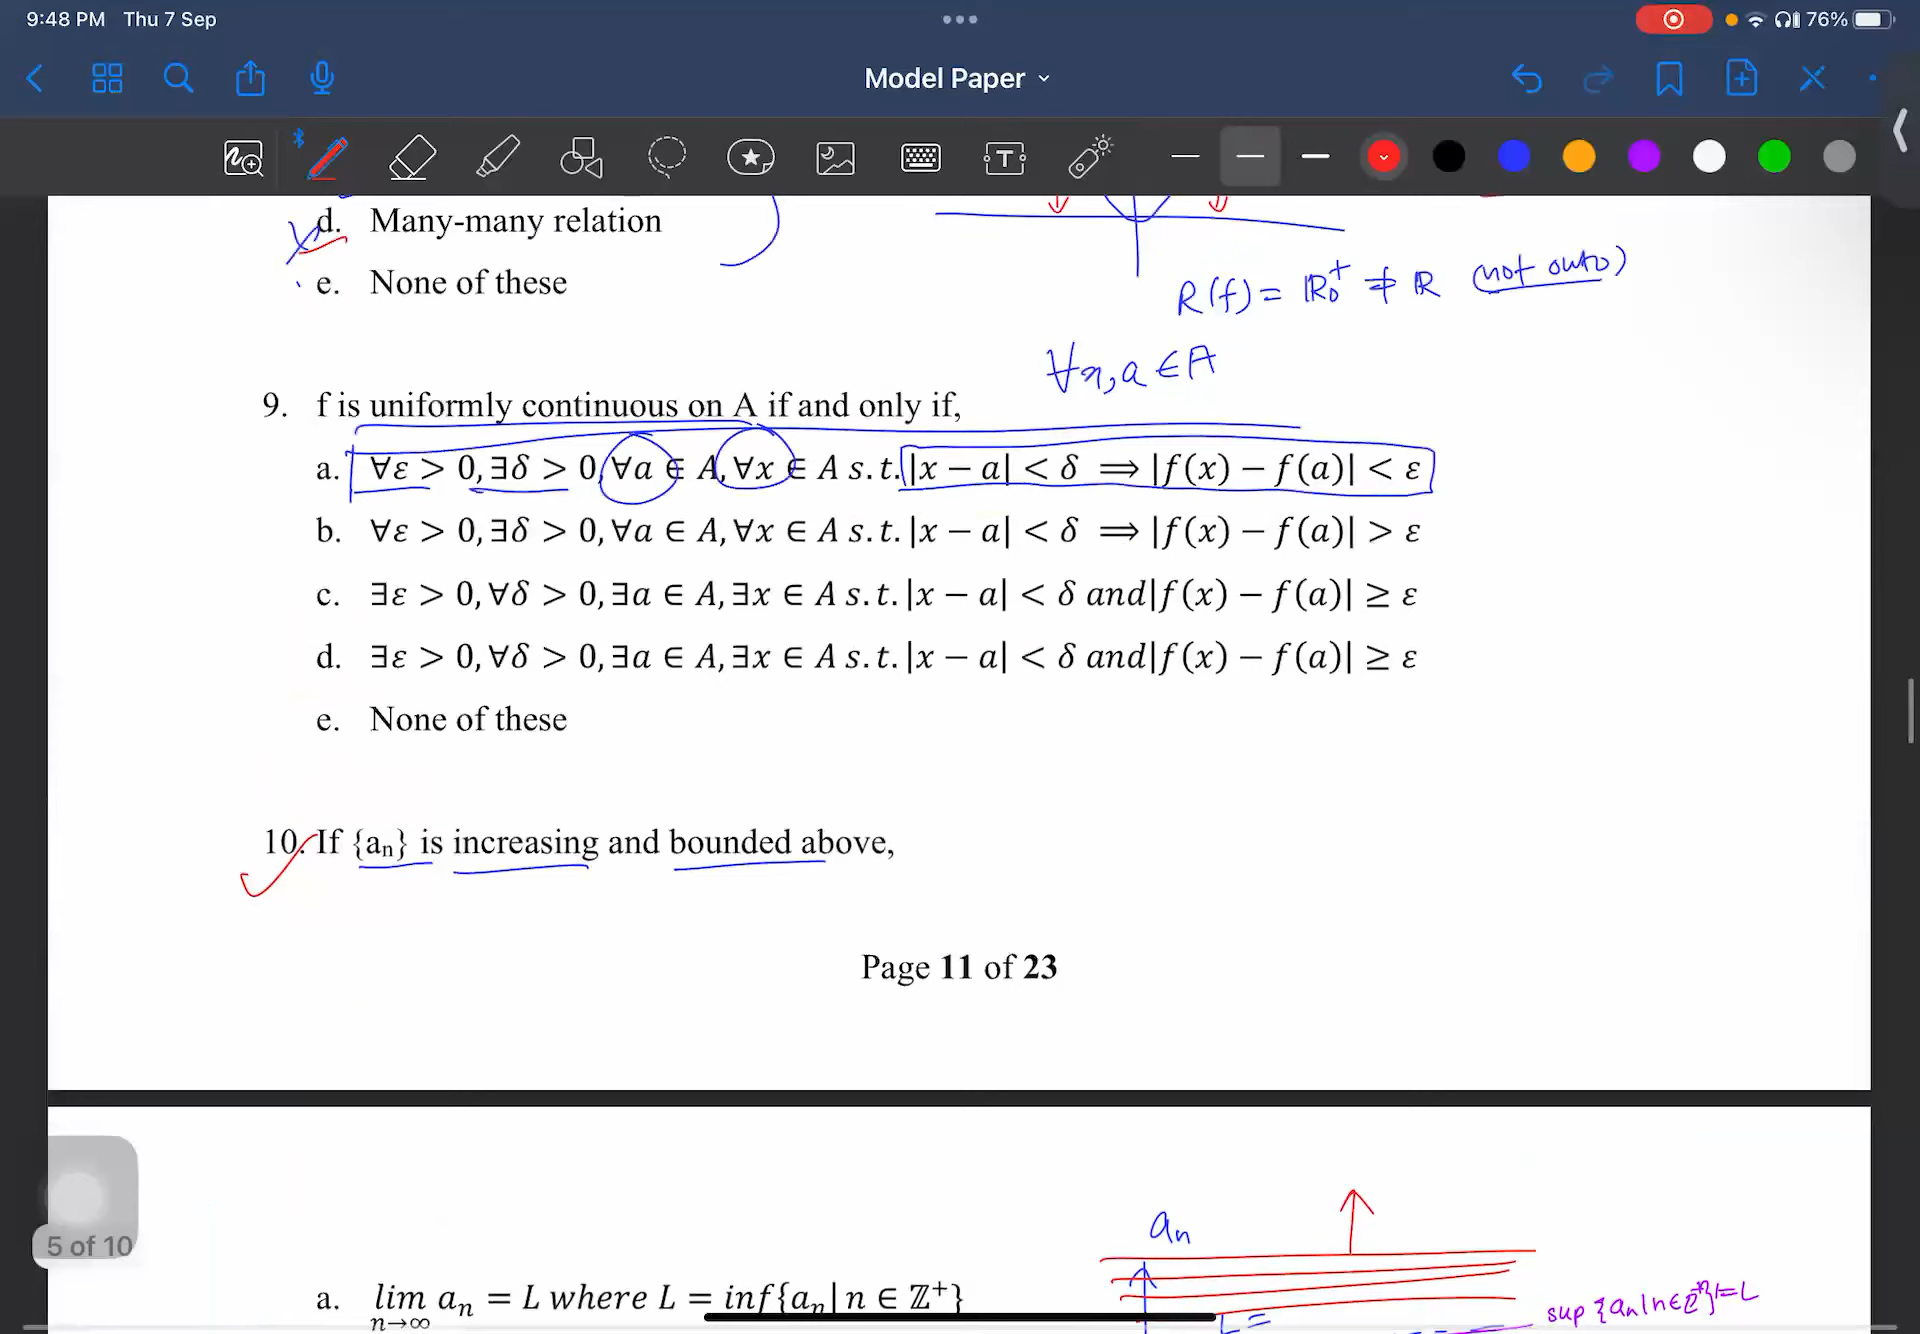 9:48 PM Thu 7 Sep
76%
Model Paper
d. Many-many relation
e. None of these
R(f) = ℝ₀⁺ ≠ ℝ (not onto)
∀x, a ∈ A
9. f is uniformly continuous on A if and only if,
a. ∀ε > 0, ∃δ > 0, ∀a ∈ A, ∀x ∈ A s.t. |x − a| < δ ⟹ |f(x) − f(a)| < ε
b. ∀ε > 0, ∃δ > 0, ∀a ∈ A, ∀x ∈ A s.t. |x − a| < δ ⟹ |f(x) − f(a)| > ε
c. ∃ε > 0, ∀δ > 0, ∃a ∈ A, ∃x ∈ A s.t. |x − a| < δ and|f(x) − f(a)| ≥ ε
d. ∃ε > 0, ∀δ > 0, ∃a ∈ A, ∃x ∈ A s.t. |x − a| < δ and|f(x) − f(a)| ≥ ε
e. None of these
10. If {aₙ} is increasing and bounded above,
Page 11 of 23
5 of 10
aₙ
a. lim n→∞ aₙ = L where L = inf{aₙ| n ∈ ℤ⁺}
sup {aₙ|n∈ℤ⁺}=L
L =